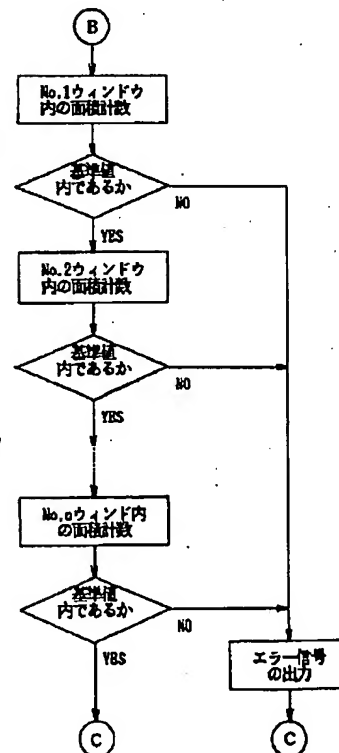 B
No.1ウィンドウ
内の面積計数
基準値
内であるか
NO
YES
No.2ウィンドウ
内の面積計数
基準値
内であるか
NO
YES
No.nウィンド内
の面積計数
基準値
内であるか
NO
YES
エラー信号
の出力
C
C